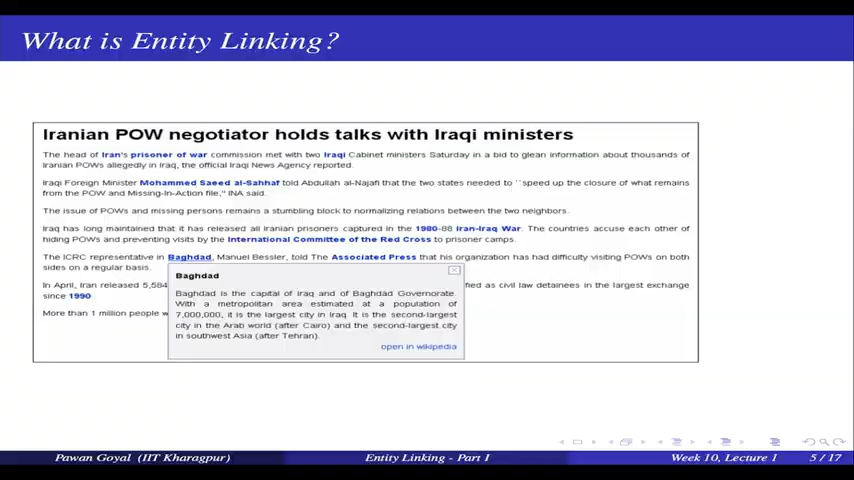 What is Entity Linking?
Iranian POW negotiator holds talks with Iraqi ministers
The head of Iran's prisoner of war commission met with two Iraqi Cabinet ministers Saturday in a bid to glean information about thousands of
Iranian POWs allegedly in Iraq, the official Iraqi News Agency reported.
Iraqi Foreign Minister Mohammed Saeed al-Sahhaf told Abdullah al-Najafi that the two states needed to ``speed up the closure of what remains
from the POW and Missing-In-Action file,'' INA said.
The issue of POWs and missing persons remains a stumbling block to normalizing relations between the two neighbors.
Iraq has long maintained that it has released all Iranian prisoners captured in the 1980-88 Iran-Iraq War. The countries accuse each other of
hiding POWs and preventing visits by the International Committee of the Red Cross to prisoner camps.
The ICRC representative in Baghdad, Manuel Bessler, told The Associated Press that his organization has had difficulty visiting POWs on both
sides on a regular basis.
In April, Iran released 5,584 fied as civil law detainees in the largest exchange
since 1990.
More than 1 million people w
Baghdad
Baghdad is the capital of Iraq and of Baghdad Governorate.
With a metropolitan area estimated at a population of
7,000,000, it is the largest city in Iraq. It is the second-largest
city in the Arab world (after Cairo) and the second-largest city
in southwest Asia (after Tehran).
open in wikipedia
Pawan Goyal (IIT Kharagpur)
Entity Linking - Part I
Week 10, Lecture 1
5 / 17